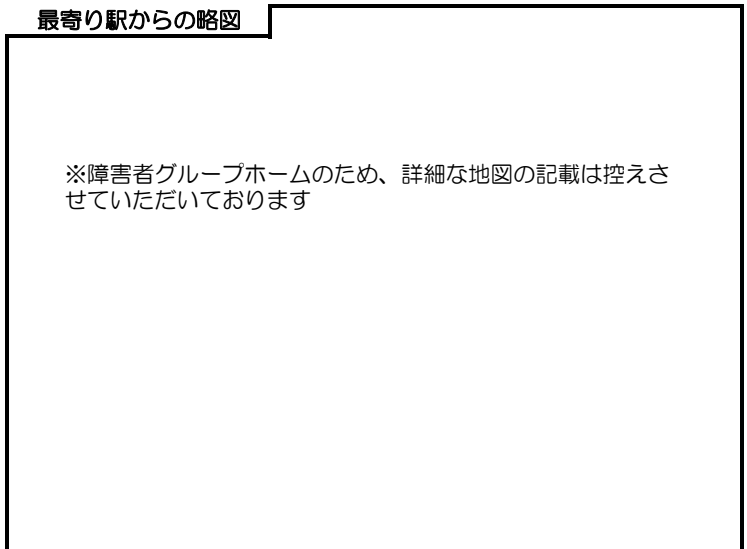 最寄り駅からの略図
※障害者グループホームのため、詳細な地図の記載は控えさ
せていただいております